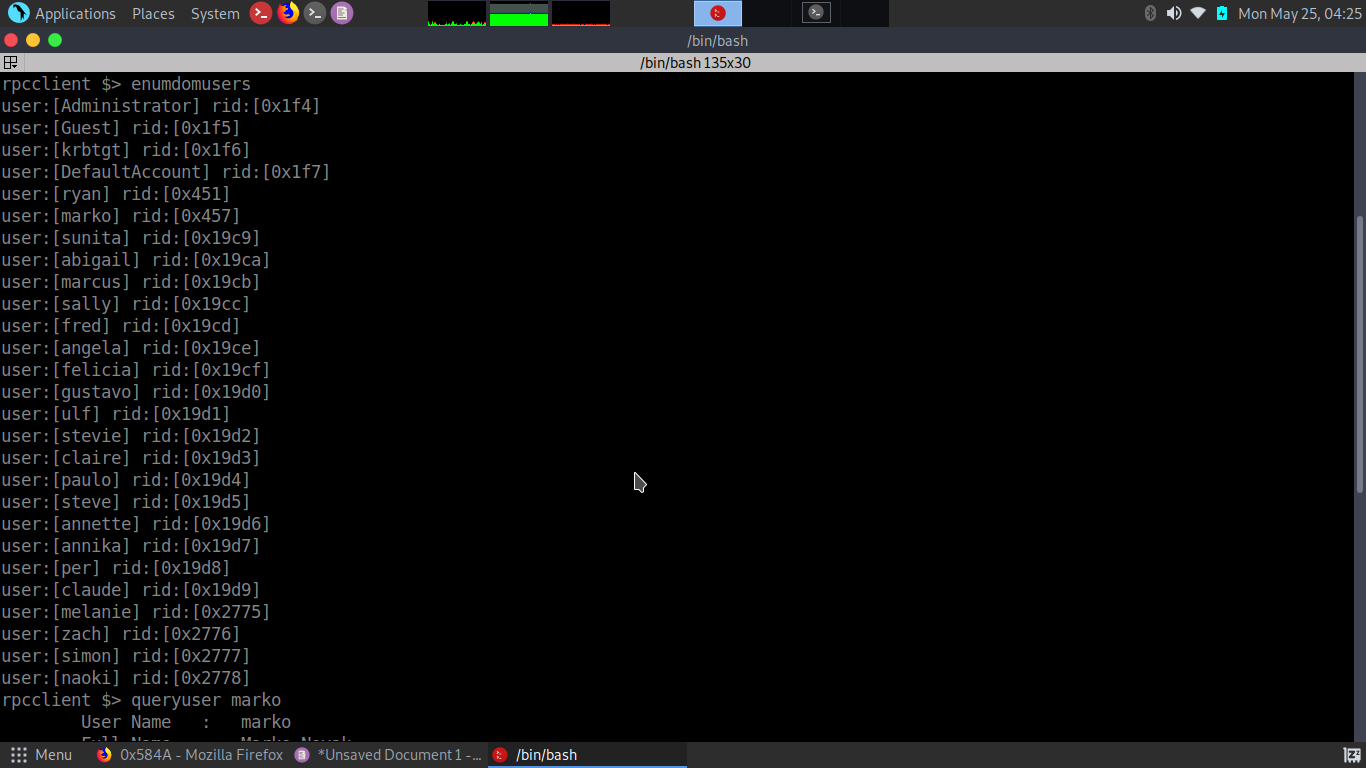 Applications Places System Mon May 25, 04:25
/bin/bash
/bin/bash 135x30
rpcclient $> enumdomusers
user:[Administrator] rid:[0x1f4]
user:[Guest] rid:[0x1f5]
user:[krbtgt] rid:[0x1f6]
user:[DefaultAccount] rid:[0x1f7]
user:[ryan] rid:[0x451]
user:[marko] rid:[0x457]
user:[sunita] rid:[0x19c9]
user:[abigail] rid:[0x19ca]
user:[marcus] rid:[0x19cb]
user:[sally] rid:[0x19cc]
user:[fred] rid:[0x19cd]
user:[angela] rid:[0x19ce]
user:[felicia] rid:[0x19cf]
user:[gustavo] rid:[0x19d0]
user:[ulf] rid:[0x19d1]
user:[stevie] rid:[0x19d2]
user:[claire] rid:[0x19d3]
user:[paulo] rid:[0x19d4]
user:[steve] rid:[0x19d5]
user:[annette] rid:[0x19d6]
user:[annika] rid:[0x19d7]
user:[per] rid:[0x19d8]
user:[claude] rid:[0x19d9]
user:[melanie] rid:[0x2775]
user:[zach] rid:[0x2776]
user:[simon] rid:[0x2777]
user:[naoki] rid:[0x2778]
rpcclient $> queryuser marko
User Name : marko
Menu 0x584A - Mozilla Firefox *Unsaved Document 1 -... /bin/bash